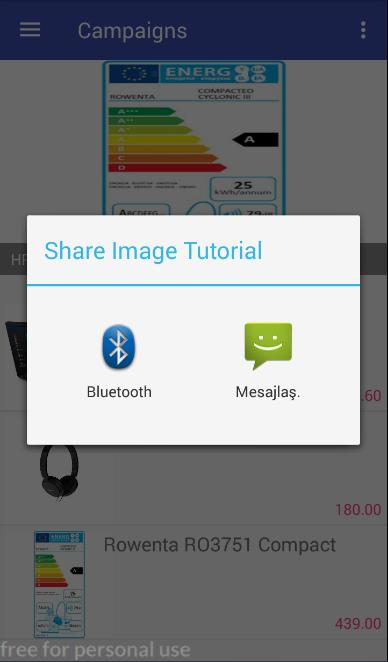 Campaigns
ENERG
ROWENTA
COMPACTEO
CYCLONIC III
A+++
A++
A+
A
B
C
D
A
25
kWh/annum
ABCDEFG
HP
Share Image Tutorial
Bluetooth
Mesajlaş.
.60
180.00
Rowenta RO3751 Compact
439.00
free for personal use